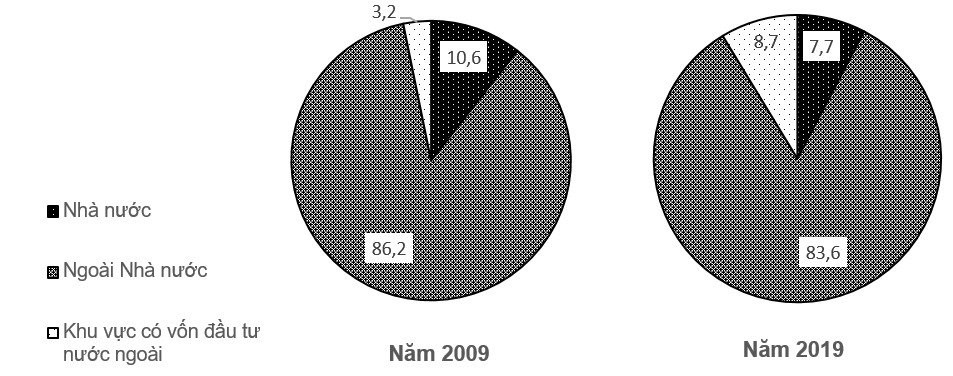 3,2
10,6
86,2
8,7
7,7
83,6
Nhà nước
Ngoài Nhà nước
Khu vực có vốn đầu tư
nước ngoài
Năm 2009
Năm 2019